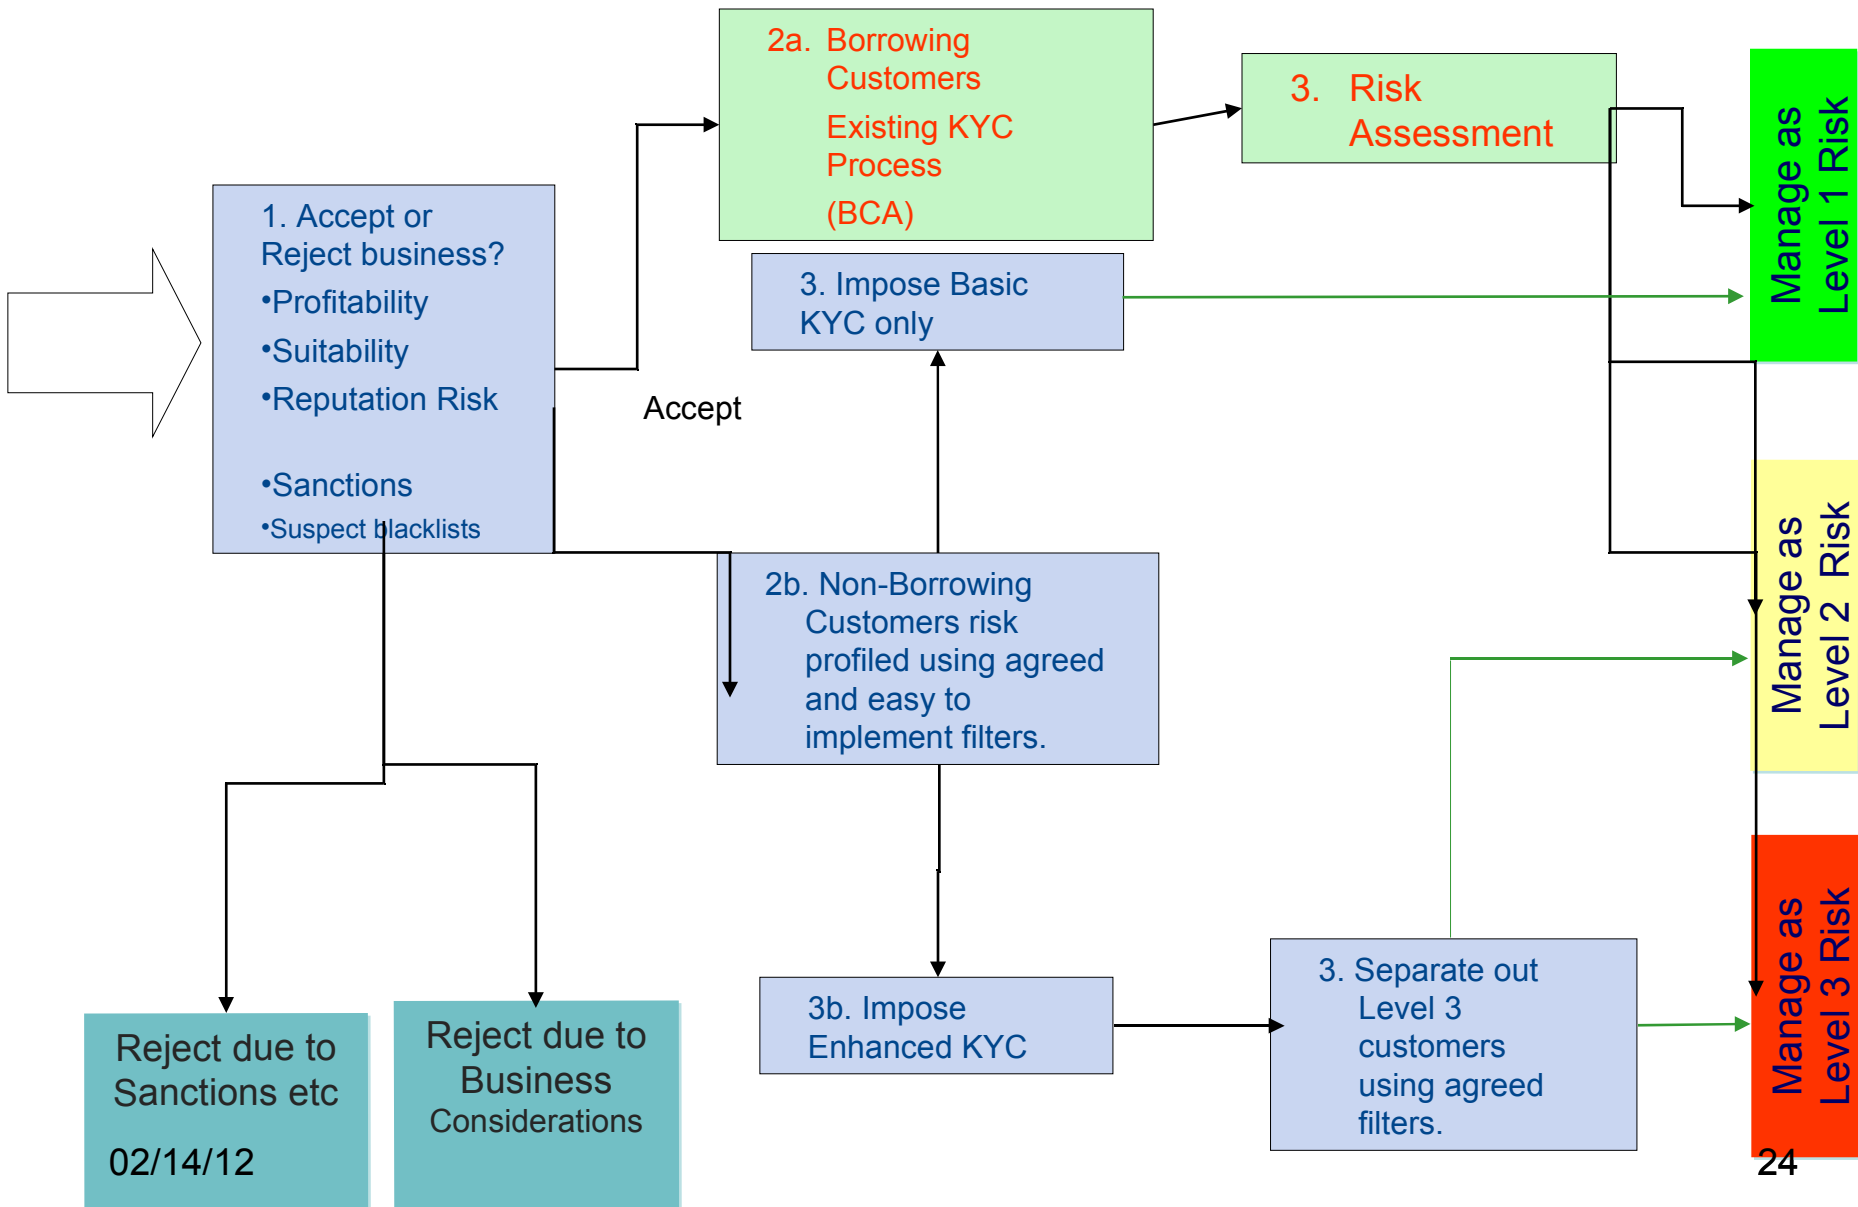 2a. Borrowing
Customers
Existing KYC
Process
(BCA)
3. Risk
Assessment
Manage as
Level 1 Risk
1. Accept or
Reject business?
•Profitability
•Suitability
•Reputation Risk
•Sanctions
•Suspect blacklists
3. Impose Basic
KYC only
Accept
2b. Non-Borrowing
Customers risk
profiled using agreed
and easy to
implement filters.
Manage as
Level 2 Risk
Reject due to
Sanctions etc
Reject due to
Business
Considerations
3b. Impose
Enhanced KYC
3. Separate out
Level 3
customers
using agreed
filters.
Manage as
Level 3 Risk
02/14/12
24